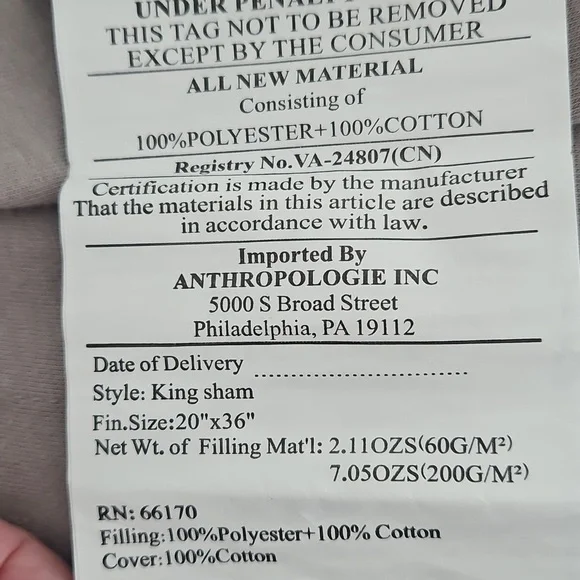 UNDER PENALTY
THIS TAG NOT TO BE REMOVED
EXCEPT BY THE CONSUMER
ALL NEW MATERIAL
Consisting of
100%POLYESTER+100%COTTON
Registry No.VA-24807(CN)
Certification is made by the manufacturer
That the materials in this article are described
in accordance with law.
Imported By
ANTHROPOLOGIE INC
5000 S Broad Street
Philadelphia, PA 19112
Date of Delivery ..............................
Style: King sham
Fin.Size:20"x36"
Net Wt. of Filling Mat'l: 2.11OZS(60G/M²)
7.05OZS(200G/M²)
RN: 66170
Filling:100%Polyester+100% Cotton
Cover:100%Cotton